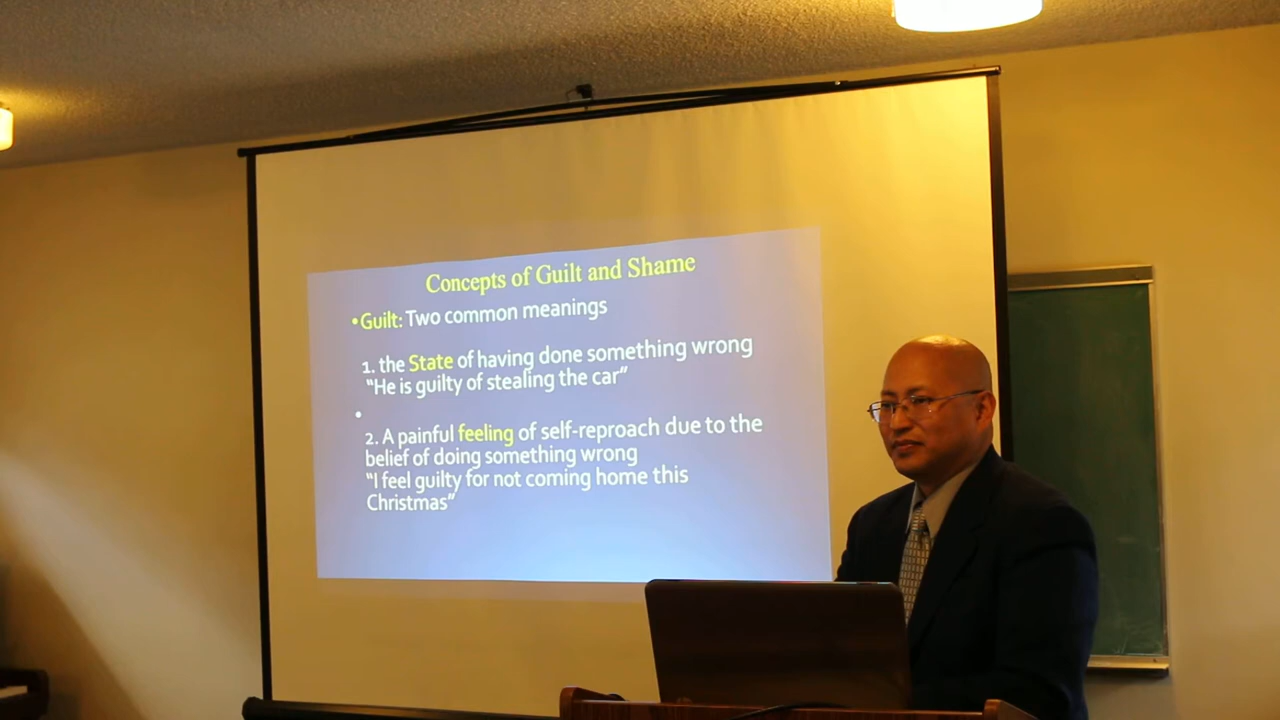 Concepts of Guilt and Shame
• Guilt: Two common meanings
1. the State of having done something wrong
“He is guilty of stealing the car”
•
2. A painful feeling of self-reproach due to the
belief of doing something wrong
“I feel guilty for not coming home this
Christmas”